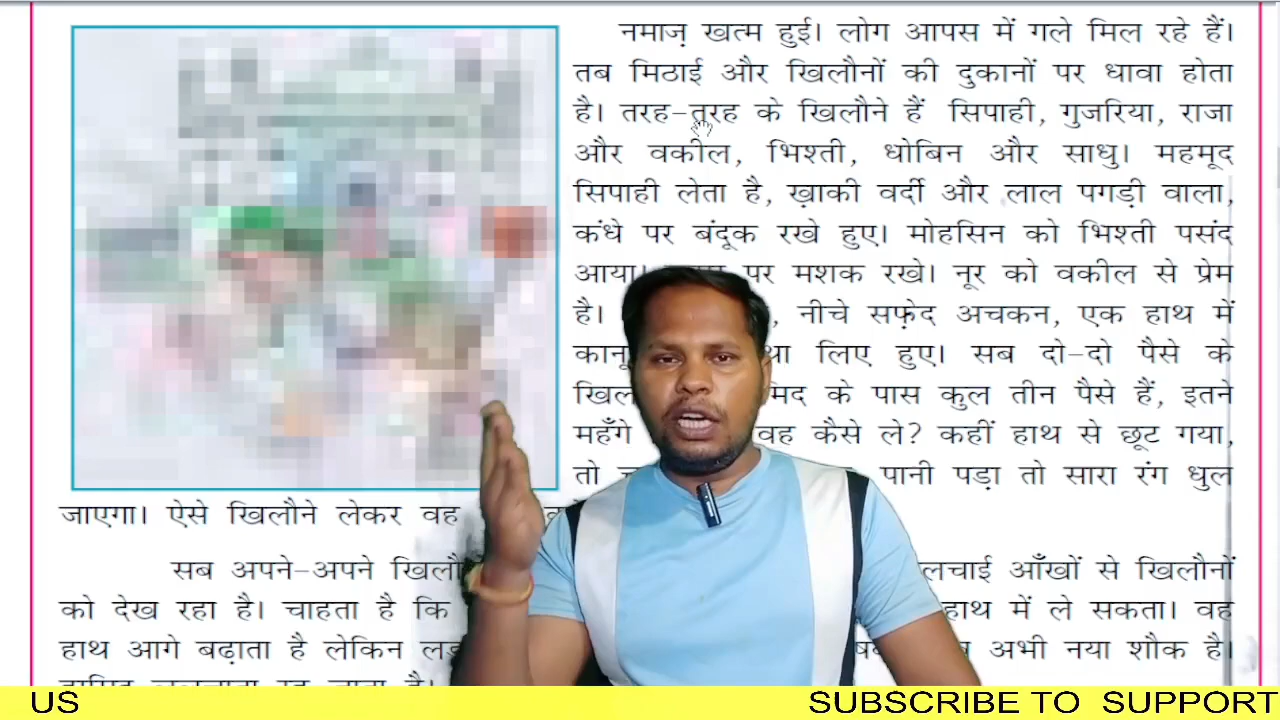 नमाज़ खत्म हुई। लोग आपस में गले मिल रहे हैं।
तब मिठाई और खिलौनों की दुकानों पर धावा होता
है। तरह-तरह के खिलौने हैं सिपाही, गुजरिया, राजा
और वकील, भिश्ती, धोबिन और साधु। महमूद
सिपाही लेता है, ख़ाकी वर्दी और लाल पगड़ी वाला,
कंधे पर बंदूक रखे हुए। मोहसिन को भिश्ती पसंद
आया। पर मशक रखे। नूर को वकील से प्रेम
है। नीचे सफ़ेद अचकन, एक हाथ में
लिए हुए। सब दो-दो पैसे के
के पास कुल तीन पैसे हैं, इतने
महँगे वह कैसे ले? कहीं हाथ से छूट गया,
तो पानी पड़ा तो सारा रंग धुल
जाएगा। ऐसे खिलौने लेकर वह
सब अपने-अपने आँखों से खिलौनों
को देख रहा है। चाहता है कि हाथ में ले सकता। वह
हाथ आगे बढ़ाता है लेकिन अभी नया शौक है।
US SUBSCRIBE TO SUPPORT